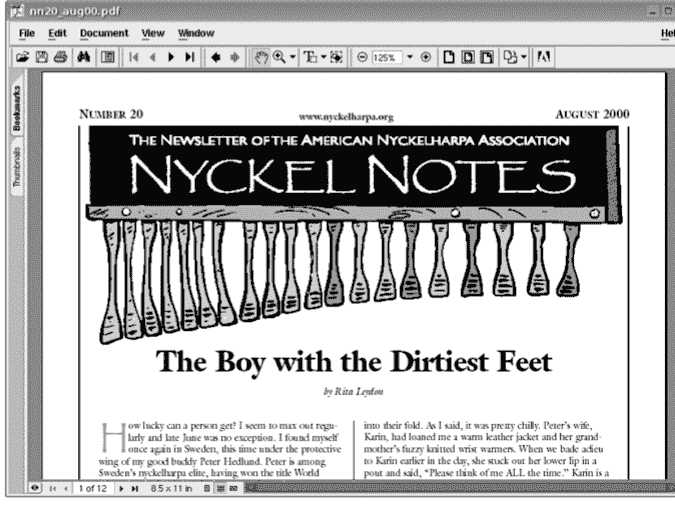 nn20_aug00.pdf
File Edit Document View Window Hel
125%
Bookmarks
Thumbnails
NUMBER 20 www.nyckelharpa.org AUGUST 2000
THE NEWSLETTER OF THE AMERICAN NYCKELHARPA ASSOCIATION
NYCKEL NOTES
The Boy with the Dirtiest Feet
by Rita Leydon
How lucky can a person get? I seem to max out regu-
larly and late June was no exception. I found myself
once again in Sweden, this time under the protective
wing of my good buddy Peter Hedlund. Peter is among
Sweden's nyckelharpa elite, having won the title World
into their fold. As I said, it was pretty chilly. Peter's wife,
Karin, had loaned me a warm leather jacket and her grand-
mother's fuzzy knitted wrist warmers. When we bade adieu
to Karin earlier in the day, she stuck out her lower lip in a
pout and said, "Please think of me ALL the time." Karin is a
1 of 12 8.5 x 11 in